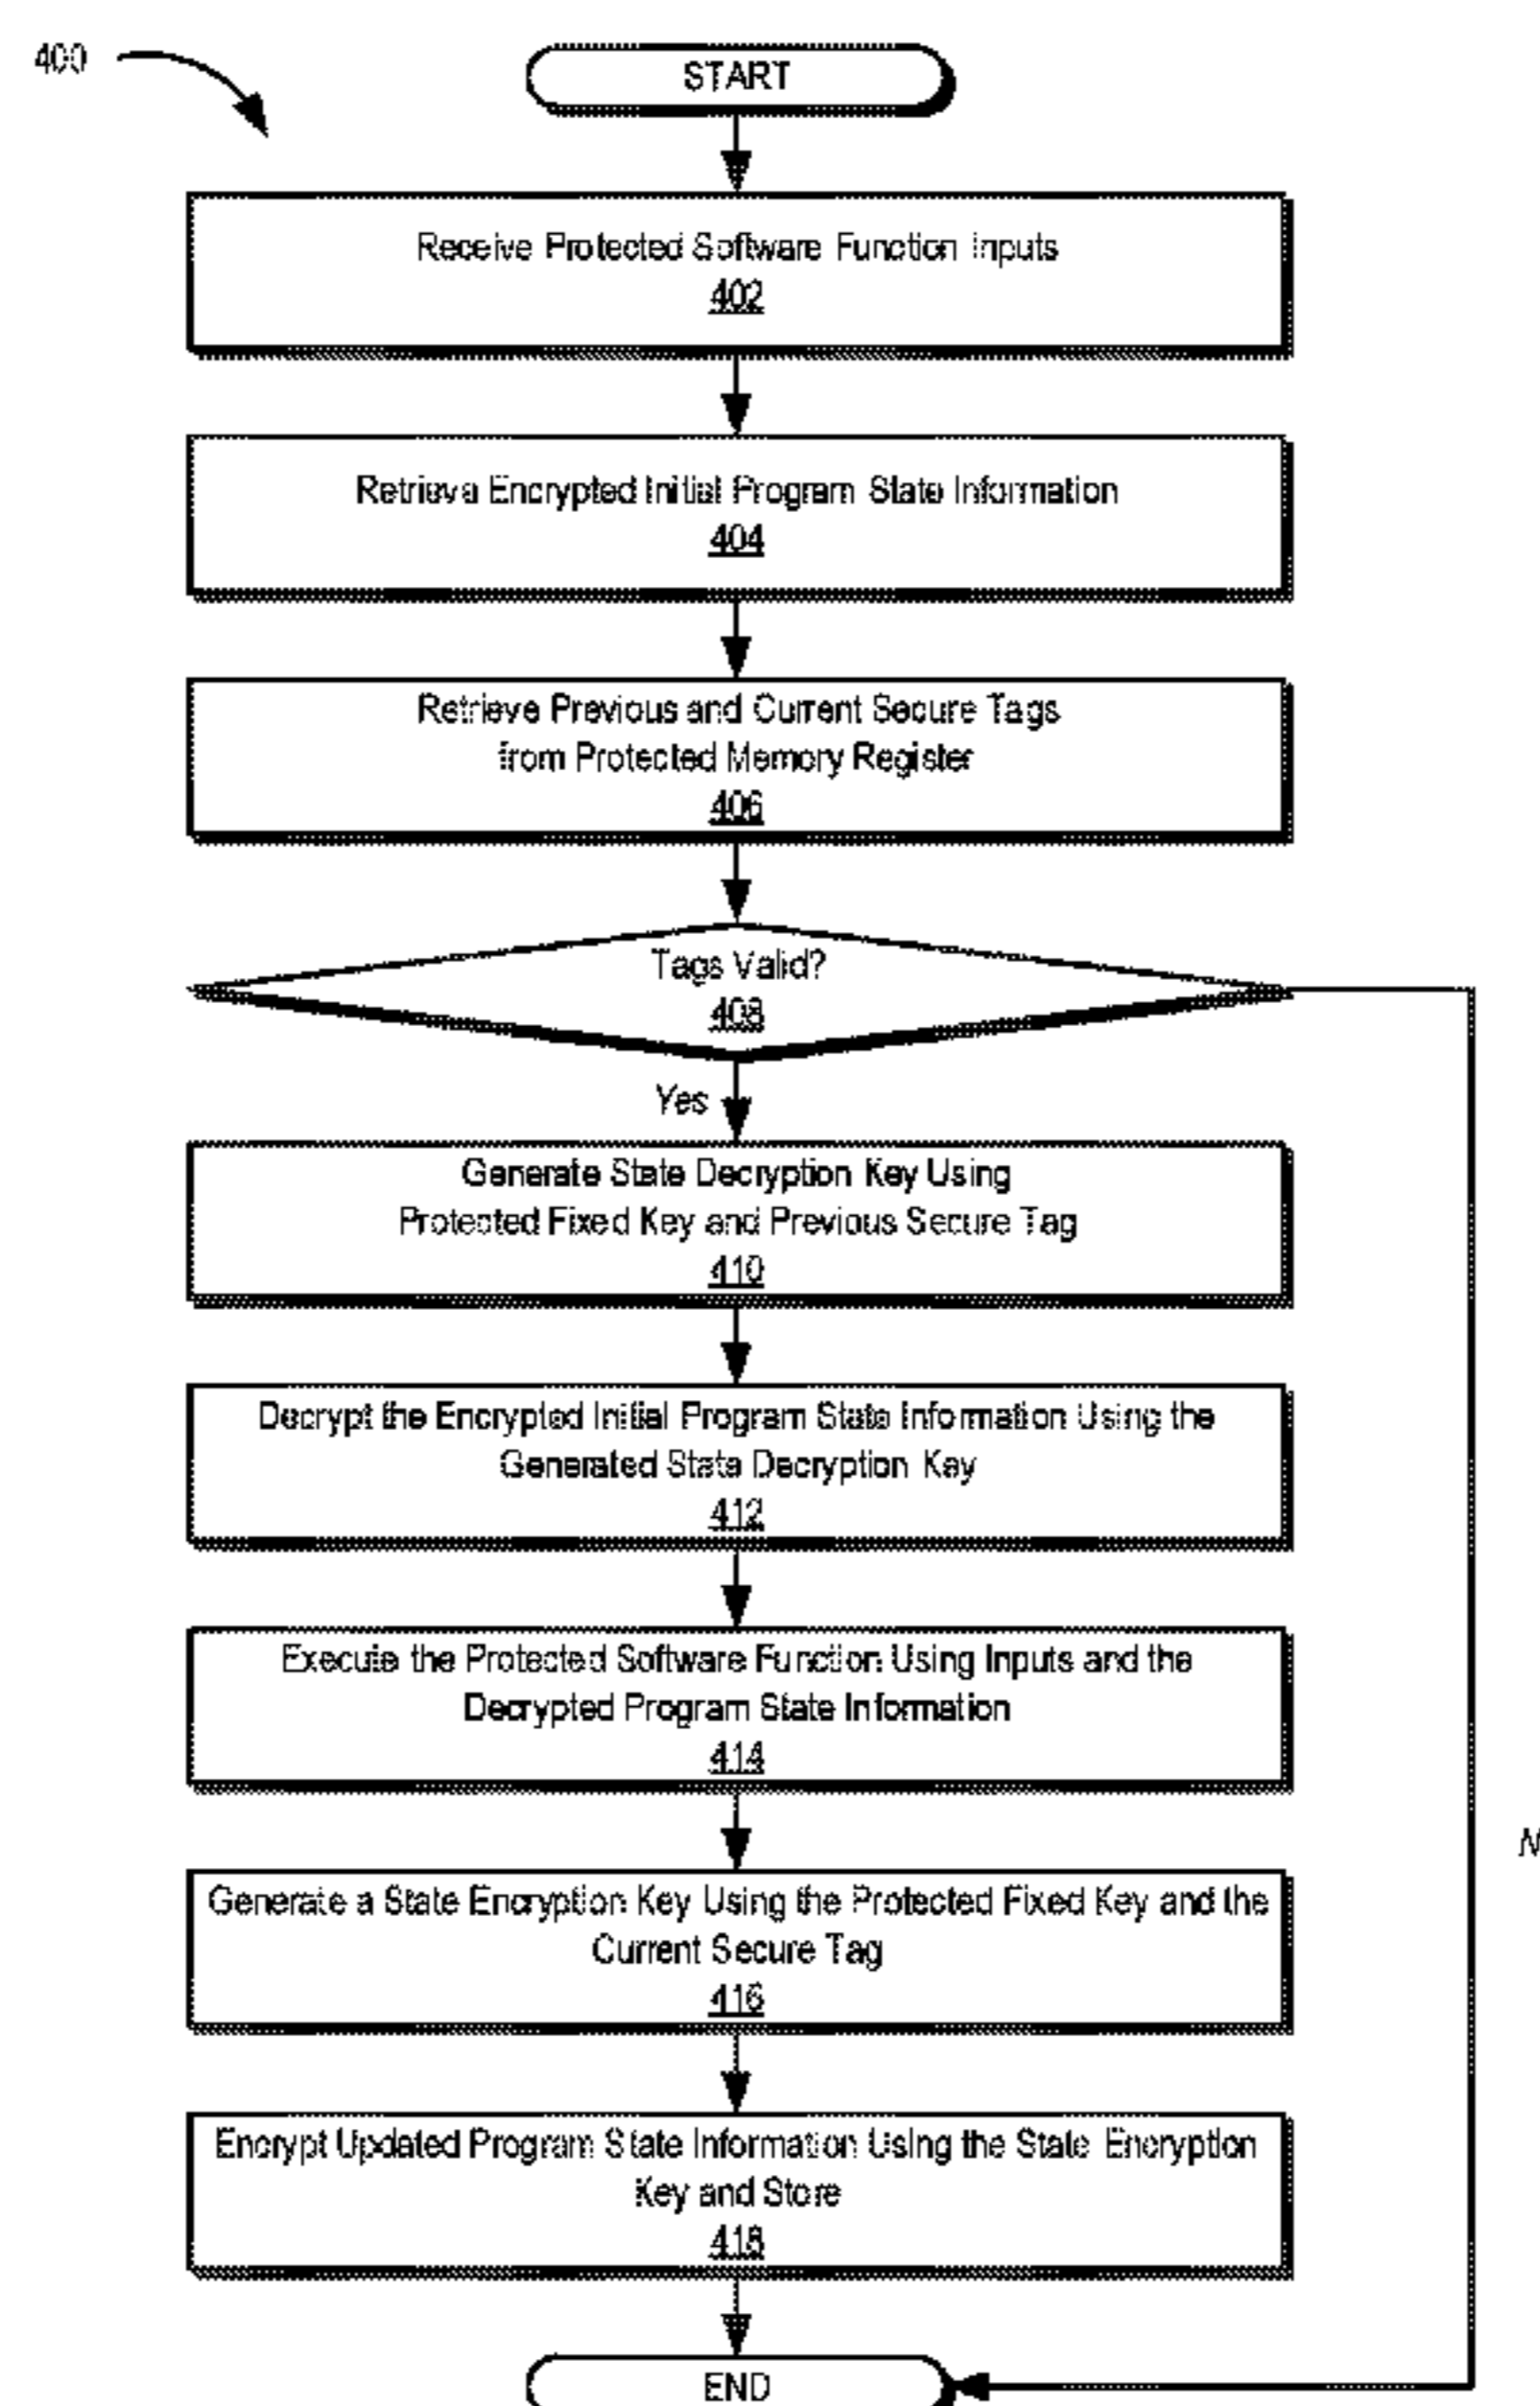 400
START
Receive Protected Software Function Inputs
402
Retrieve Encrypted Initial Program State Information
404
Retrieve Previous and Current Secure Tags
from Protected Memory Register
406
Tags Valid?
408
Yes
Generate State Decryption Key Using
Protected Fixed Key and Previous Secure Tag
410
Decrypt the Encrypted Initial Program State Information Using the
Generated State Decryption Key
412
Execute the Protected Software Function Using Inputs and the
Decrypted Program State Information
414
Generate a State Encryption Key Using the Protected Fixed Key and the
Current Secure Tag
416
Encrypt Updated Program State Information Using the State Encryption
Key and Store
418
END